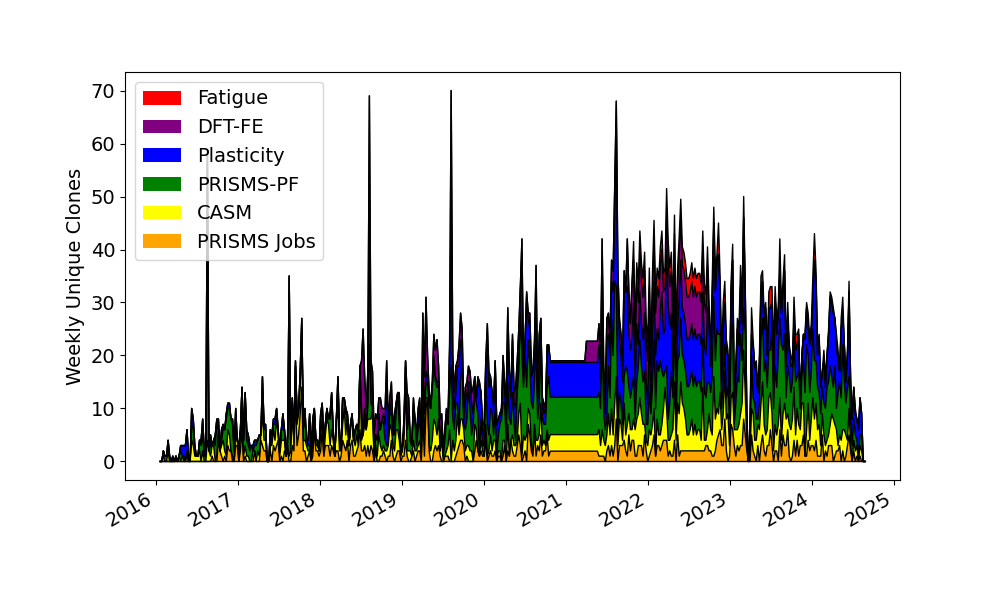 70
60
50
40
30
20
10
0
Weekly Unique Clones
Fatigue
DFT-FE
Plasticity
PRISMS-PF
CASM
PRISMS Jobs
2016
2017
2018
2019
2020
2021
2022
2023
2024
2025